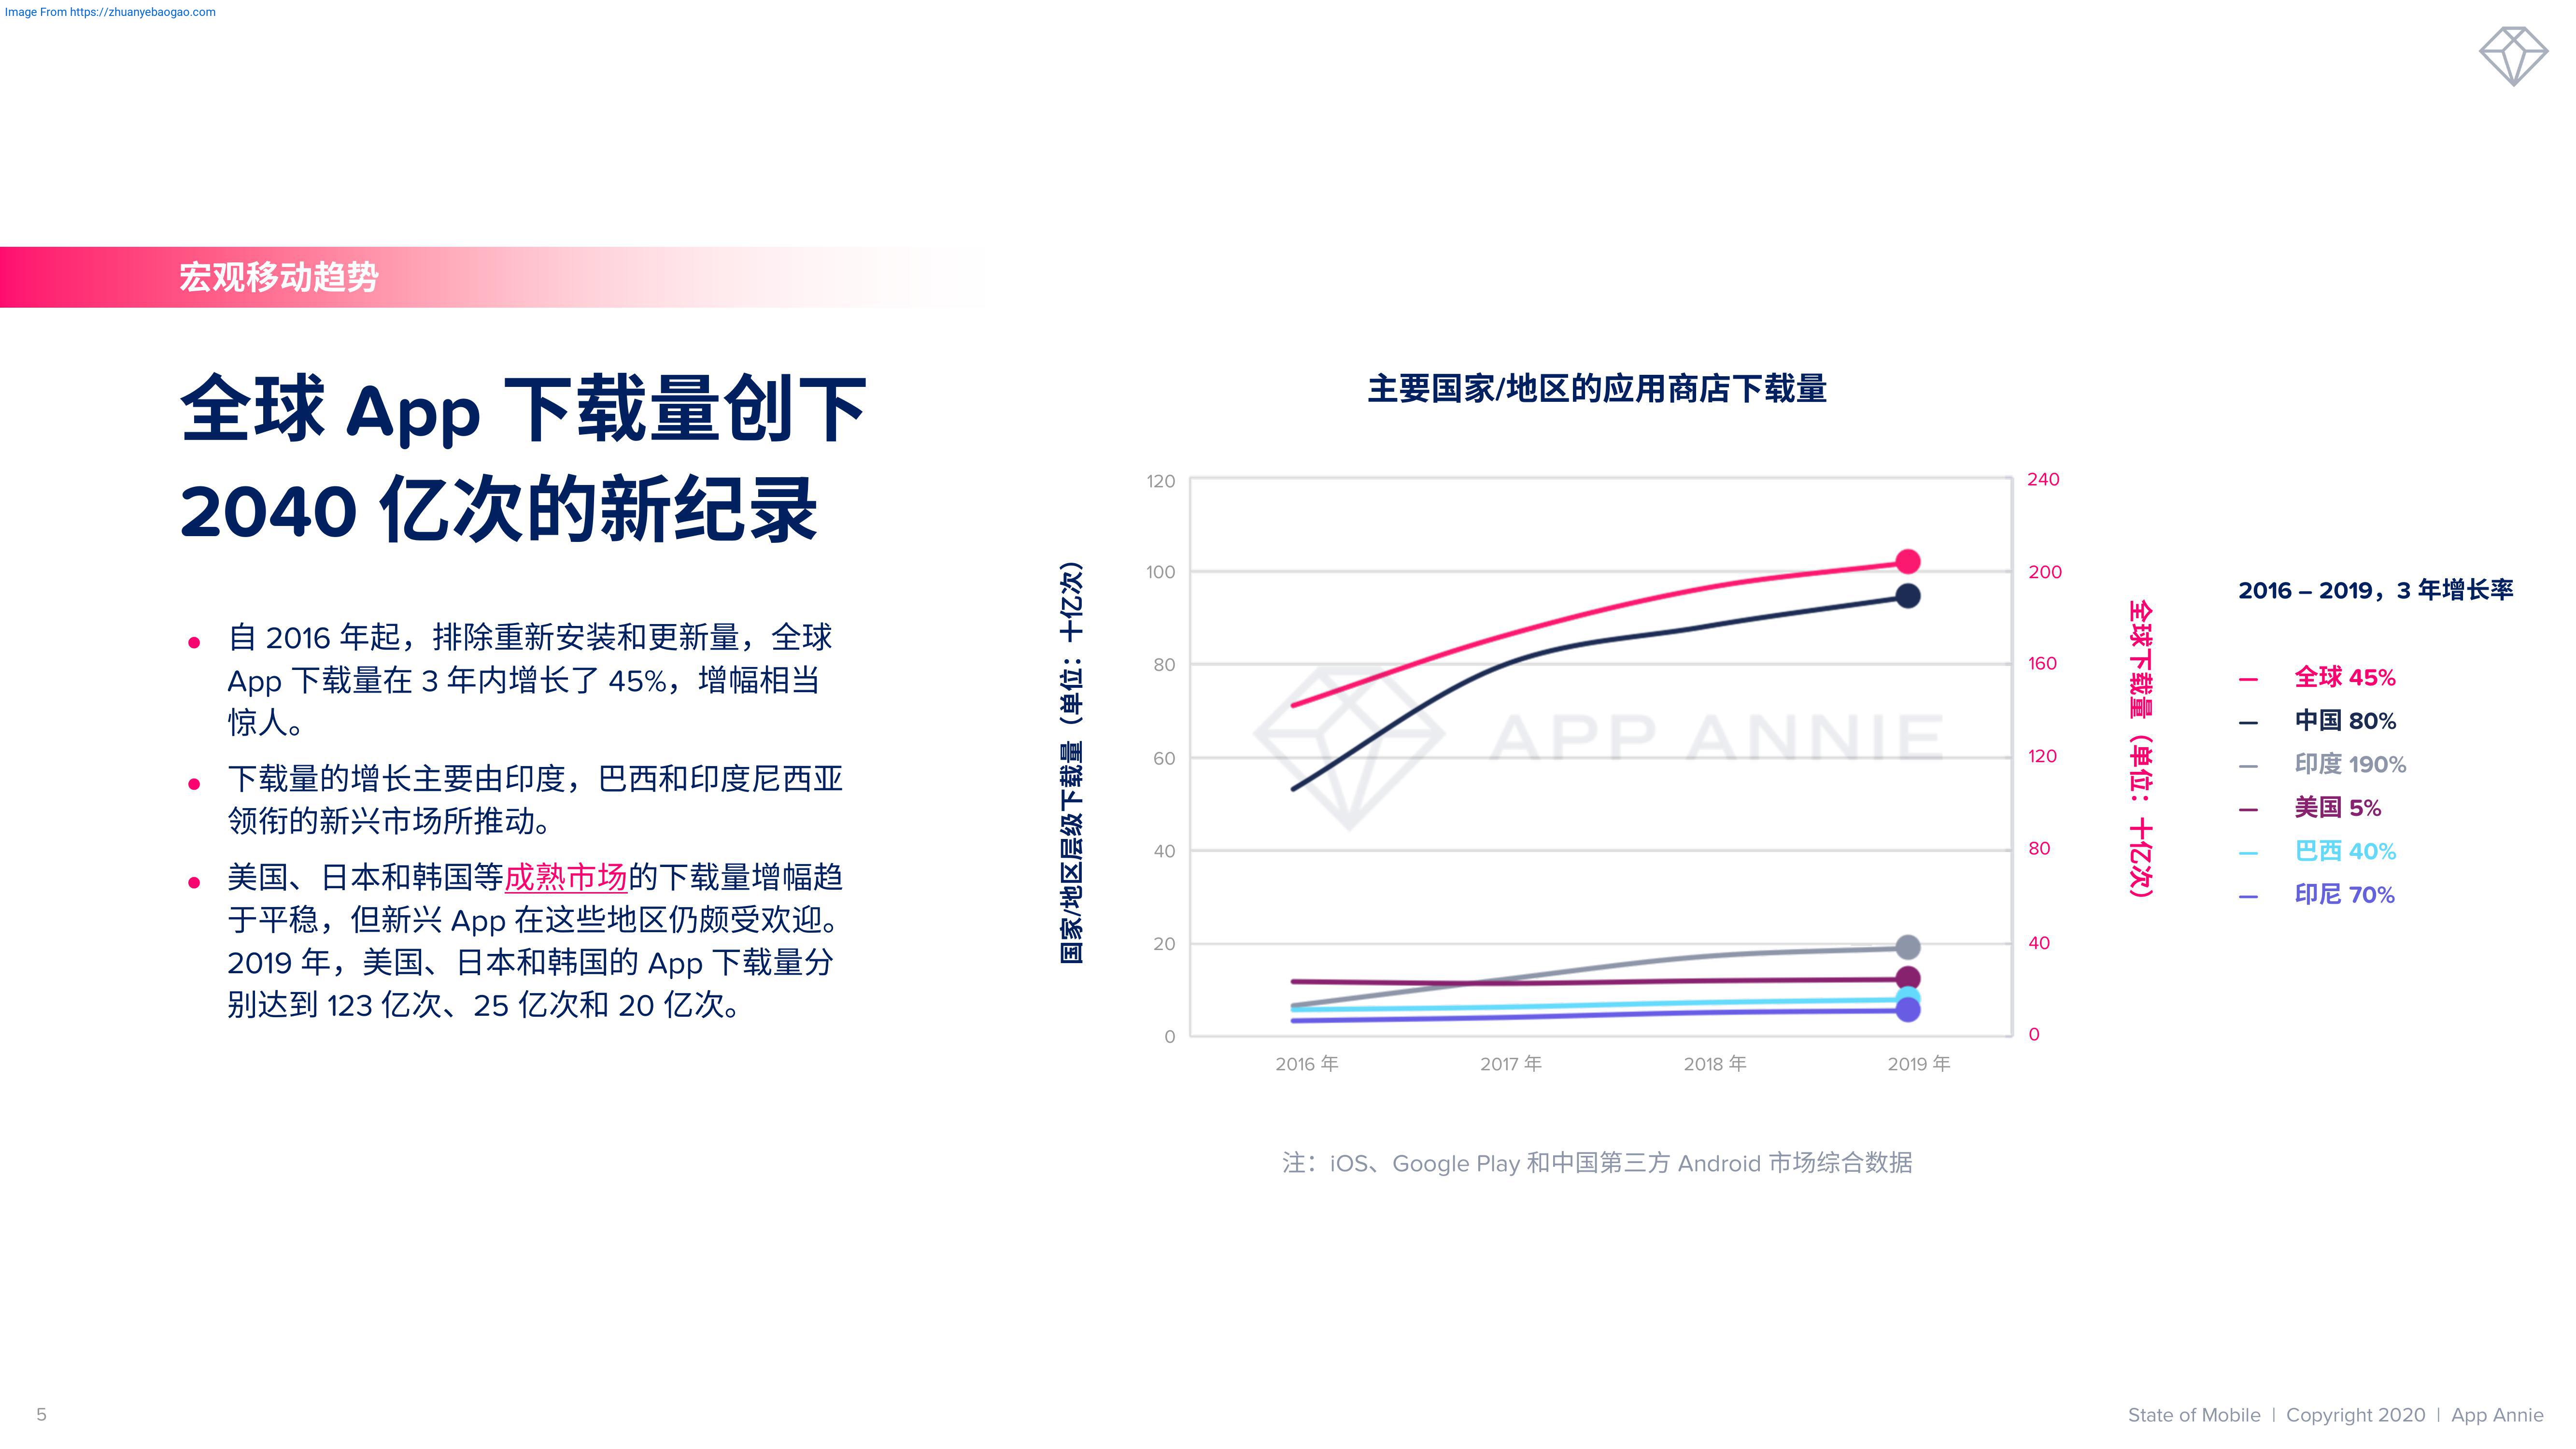 Image From https://zhuanyebaogao.com
宏观移动趋势
全球 App 下载量创下
2040 亿次的新纪录
自 2016 年起，排除重新安装和更新量，全球
App 下载量在 3 年内增长了 45%，增幅相当
惊人。
下载量的增长主要由印度，巴西和印度尼西亚
领衔的新兴市场所推动。
美国、日本和韩国等成熟市场的下载量增幅趋
于平稳，但新兴 App 在这些地区仍颇受欢迎。
2019 年，美国、日本和韩国的 App 下载量分
别达到 123 亿次、25 亿次和 20 亿次。
主要国家/地区的应用商店下载量
国家/地区层级下载量（单位：十亿次）
120
100
80
60
40
20
0
APP ANNIE
240
200
160
120
80
40
0
全球下载量（单位：十亿次）
2016 年
2017 年
2018 年
2019 年
2016 – 2019，3 年增长率
— 全球 45%
— 中国 80%
— 印度 190%
— 美国 5%
— 巴西 40%
— 印尼 70%
注：iOS、Google Play 和中国第三方 Android 市场综合数据
5
State of Mobile | Copyright 2020 | App Annie